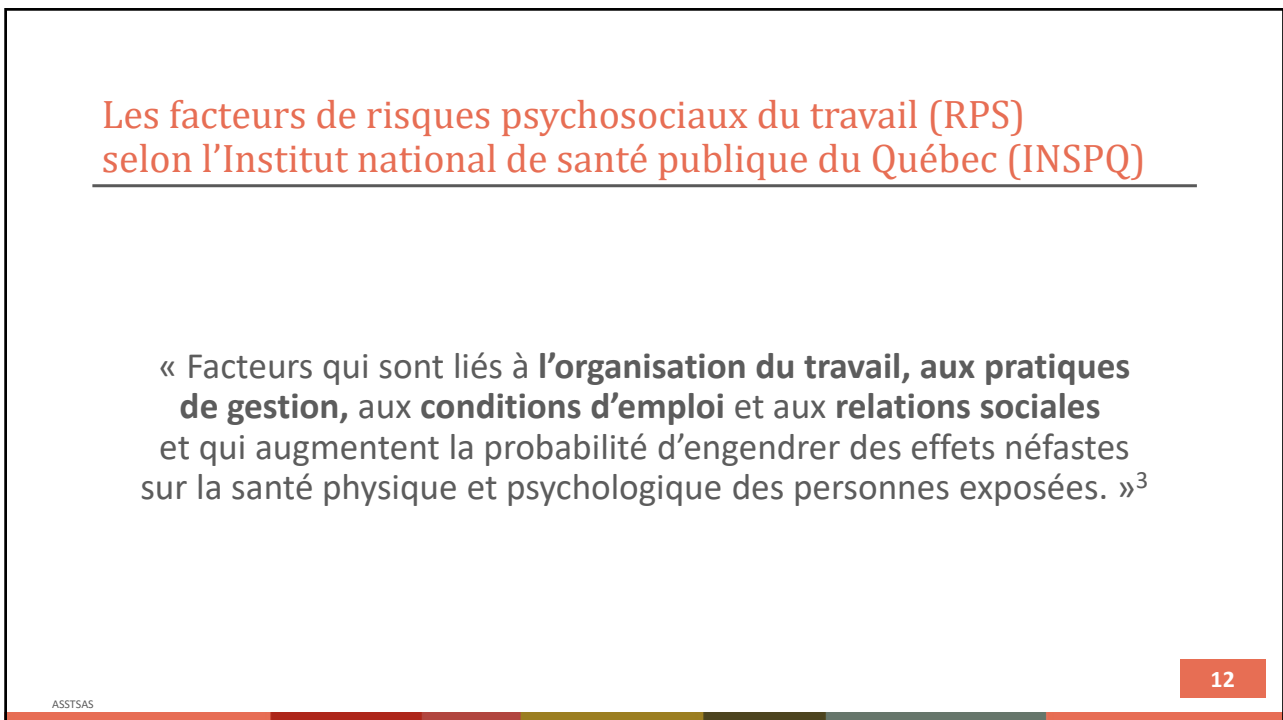 Les facteurs de risques psychosociaux du travail (RPS)
selon l’Institut national de santé publique du Québec (INSPQ)
« Facteurs qui sont liés à l’organisation du travail, aux pratiques
de gestion, aux conditions d’emploi et aux relations sociales
et qui augmentent la probabilité d’engendrer des effets néfastes
sur la santé physique et psychologique des personnes exposées. »3
12
ASSTSAS